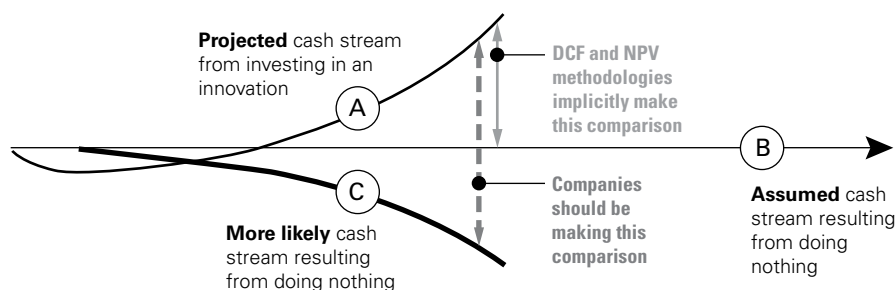 Projected cash stream
from investing in an
innovation
A
DCF and NPV
methodologies
implicitly make
this comparison
B
Assumed cash
stream resulting
from doing
nothing
C
More likely cash
stream resulting
from doing nothing
Companies
should be
making this
comparison